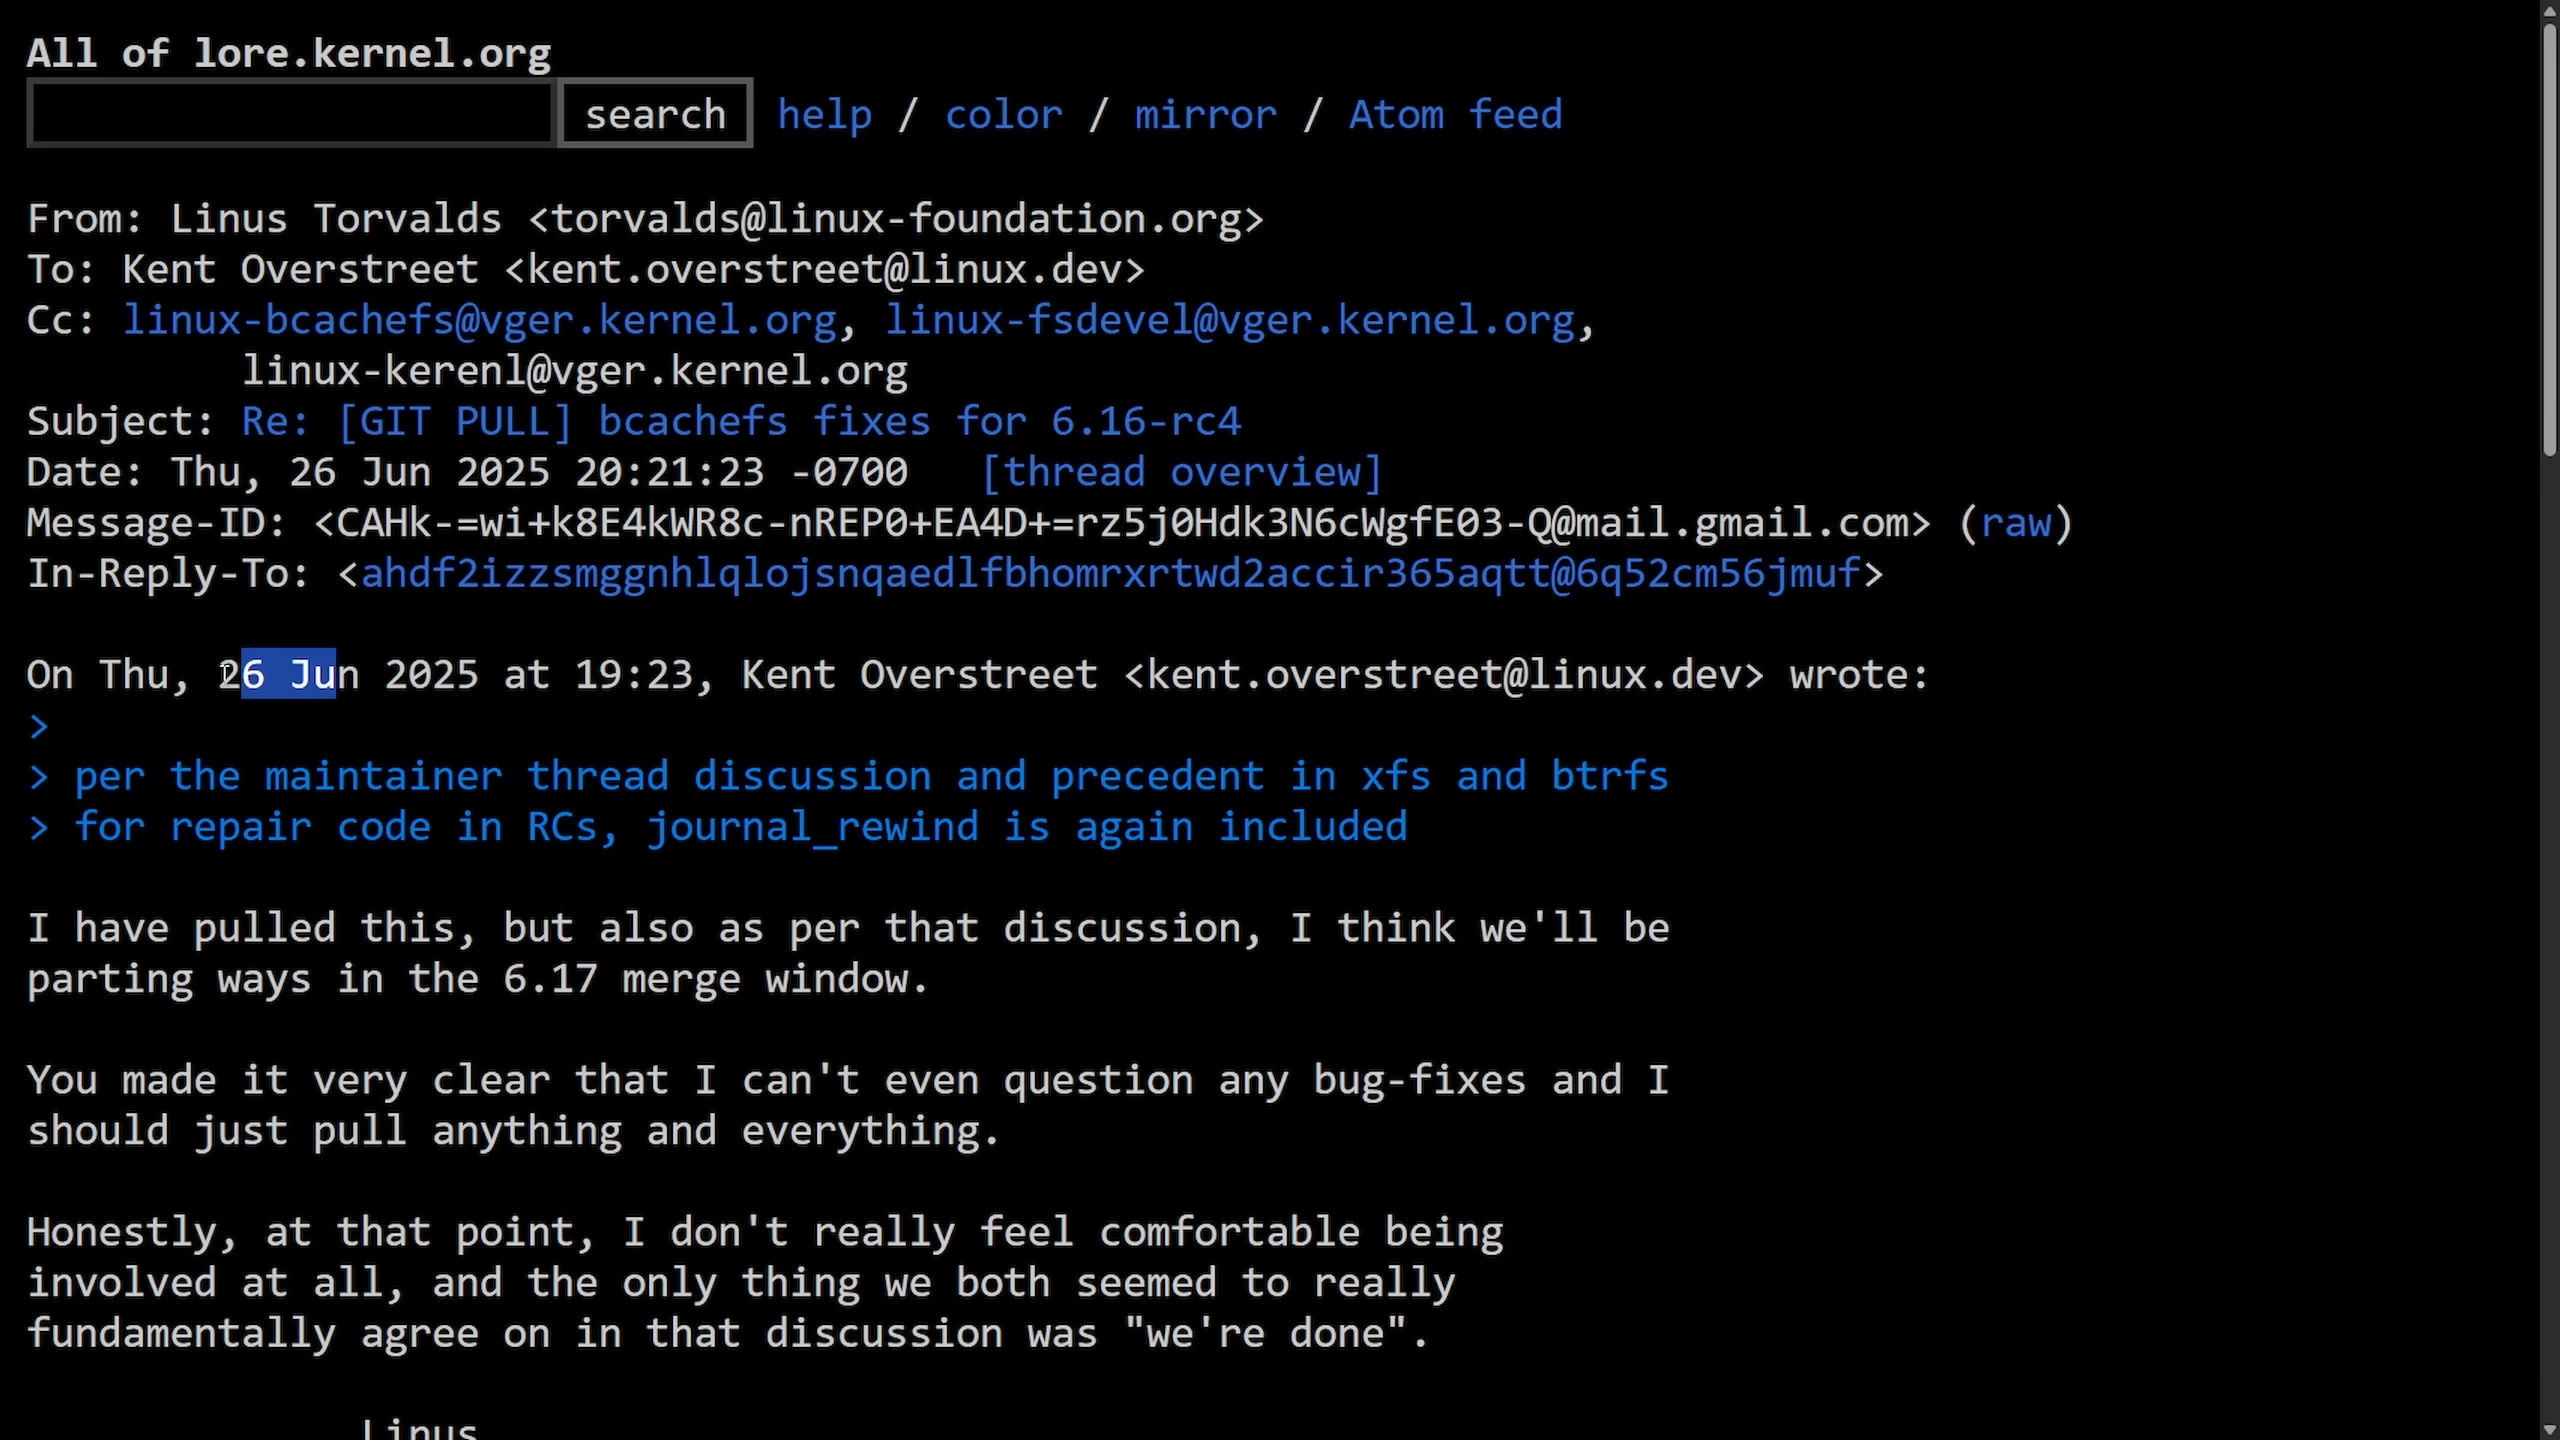 All of lore.kernel.org
search help / color / mirror / Atom feed
From: Linus Torvalds <torvalds@linux-foundation.org>
To: Kent Overstreet <kent.overstreet@linux.dev>
Cc: linux-bcachefs@vger.kernel.org, linux-fsdevel@vger.kernel.org,
linux-kerenl@vger.kernel.org
Subject: Re: [GIT PULL] bcachefs fixes for 6.16-rc4
Date: Thu, 26 Jun 2025 20:21:23 -0700 [thread overview]
Message-ID: <CAHk-=wi+k8E4kWR8c-nREP0+EA4D+=rz5j0Hdk3N6cWgfE03-Q@mail.gmail.com> (raw)
In-Reply-To: <ahdf2izzsmggnhlqlojsnqaedlfbhomrxrtwd2accir365aqtt@6q52cm56jmuf>
On Thu, 26 Jun 2025 at 19:23, Kent Overstreet <kent.overstreet@linux.dev> wrote:
>
> per the maintainer thread discussion and precedent in xfs and btrfs
> for repair code in RCs, journal_rewind is again included
I have pulled this, but also as per that discussion, I think we'll be
parting ways in the 6.17 merge window.
You made it very clear that I can't even question any bug-fixes and I
should just pull anything and everything.
Honestly, at that point, I don't really feel comfortable being
involved at all, and the only thing we both seemed to really
fundamentally agree on in that discussion was "we're done".
Linus